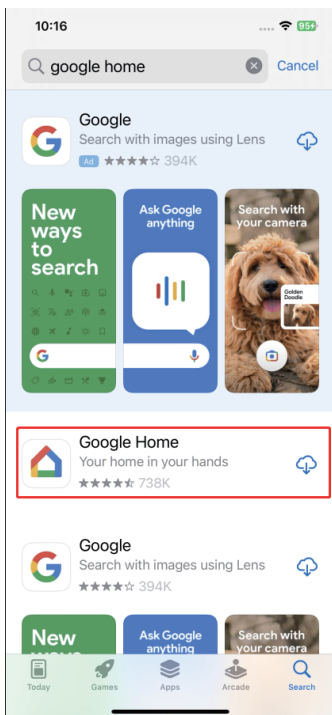 10:16
95
google home
Cancel
Google
Search with images using Lens
Ad ★★★★☆ 394K
New
ways
to
search
Ask Google
anything
Search with
your camera
Golden
Doodle
G
Google Home
Your home in your hands
738K
Google
Search with images using Lens
394K
New
ways
Ask Google
anything
Search with
your camera
Today
Games
Apps
Arcade
Search